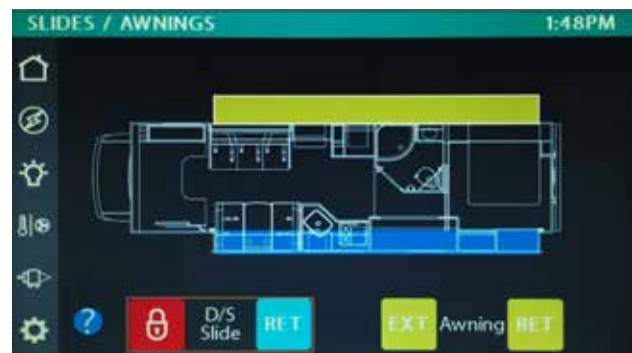 SLIDES / AWNINGS 1:48PM
? D/S Slide RET EXT Awning RET